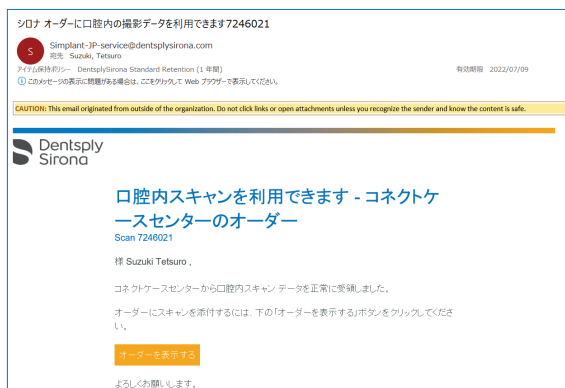 シロナ オーダーに口腔内の撮影データを利用できます7246021
S
Simplant-JP-service@dentsplysirona.com
宛先 Suzuki, Tetsuro
アイテム保持ポリシー DentsplySirona Standard Retention (1 年間)
有効期限 2022/07/09
このメッセージの表示に問題がある場合は、ここをクリックして Web ブラウザーで表示してください。
CAUTION: This email originated from outside of the organization. Do not click links or open attachments unless you recognize the sender and know the content is safe.
Dentsply
Sirona
口腔内スキャンを利用できます - コネクトケ
ースセンターのオーダー
Scan 7246021
様 Suzuki Tetsuro ,
コネクトケースセンターから口腔内スキャン データを正常に受領しました。
オーダーにスキャンを添付するには、下の「オーダーを表示する」ボタンをクリックしてくださ
い。
オーダーを表示する
よろしくお願いします。